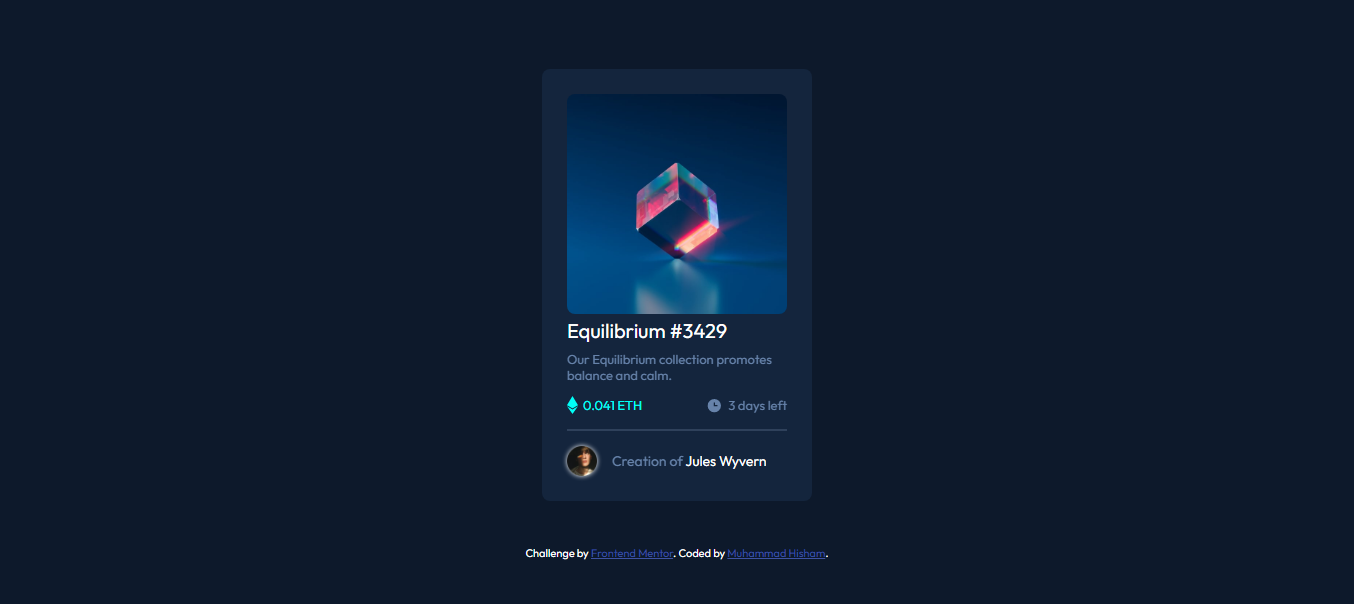 Equilibrium #3429
Our Equilibrium collection promotes
balance and calm.
0.041 ETH
3 days left
Creation of Jules Wyvern
Challenge by Frontend Mentor. Coded by Muhammad Hisham.